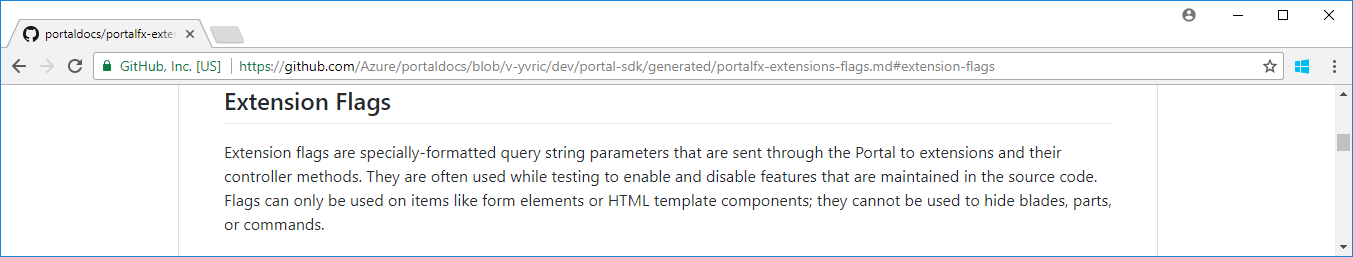 portaldocs/portalfx-exter
GitHub, Inc. [US]
https://github.com/Azure/portaldocs/blob/v-yvric/dev/portal-sdk/generated/portalfx-extensions-flags.md#extension-flags
Extension Flags
Extension flags are specially-formatted query string parameters that are sent through the Portal to extensions and their
controller methods. They are often used while testing to enable and disable features that are maintained in the source code.
Flags can only be used on items like form elements or HTML template components; they cannot be used to hide blades, parts,
or commands.